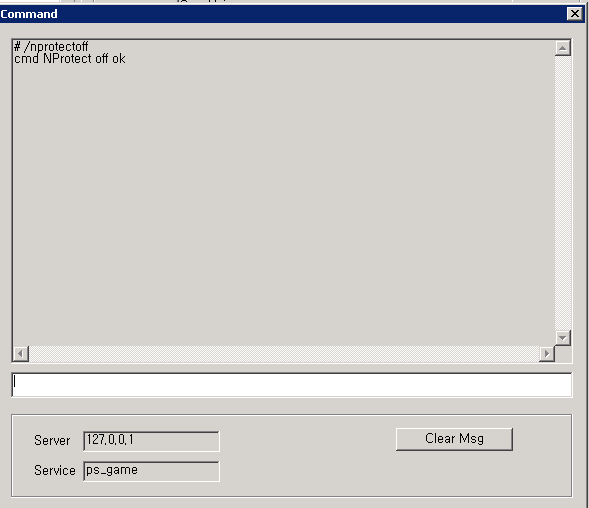 Command
# /nprotectoff
cmd NProtect off ok
Server 127,0,0,1
Clear Msg
Service ps_game